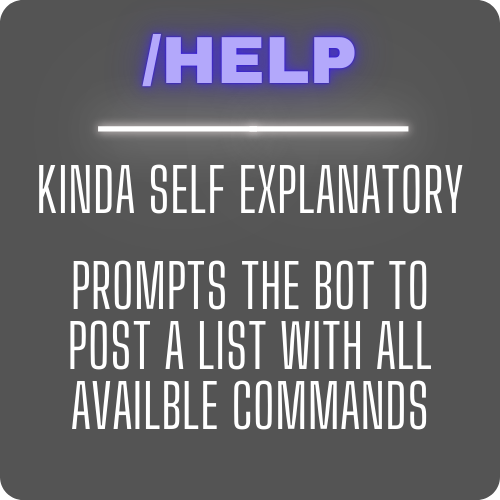 /HELP
KINDA SELF EXPLANATORY
PROMPTS THE BOT TO
POST A LIST WITH ALL
AVAILBLE COMMANDS